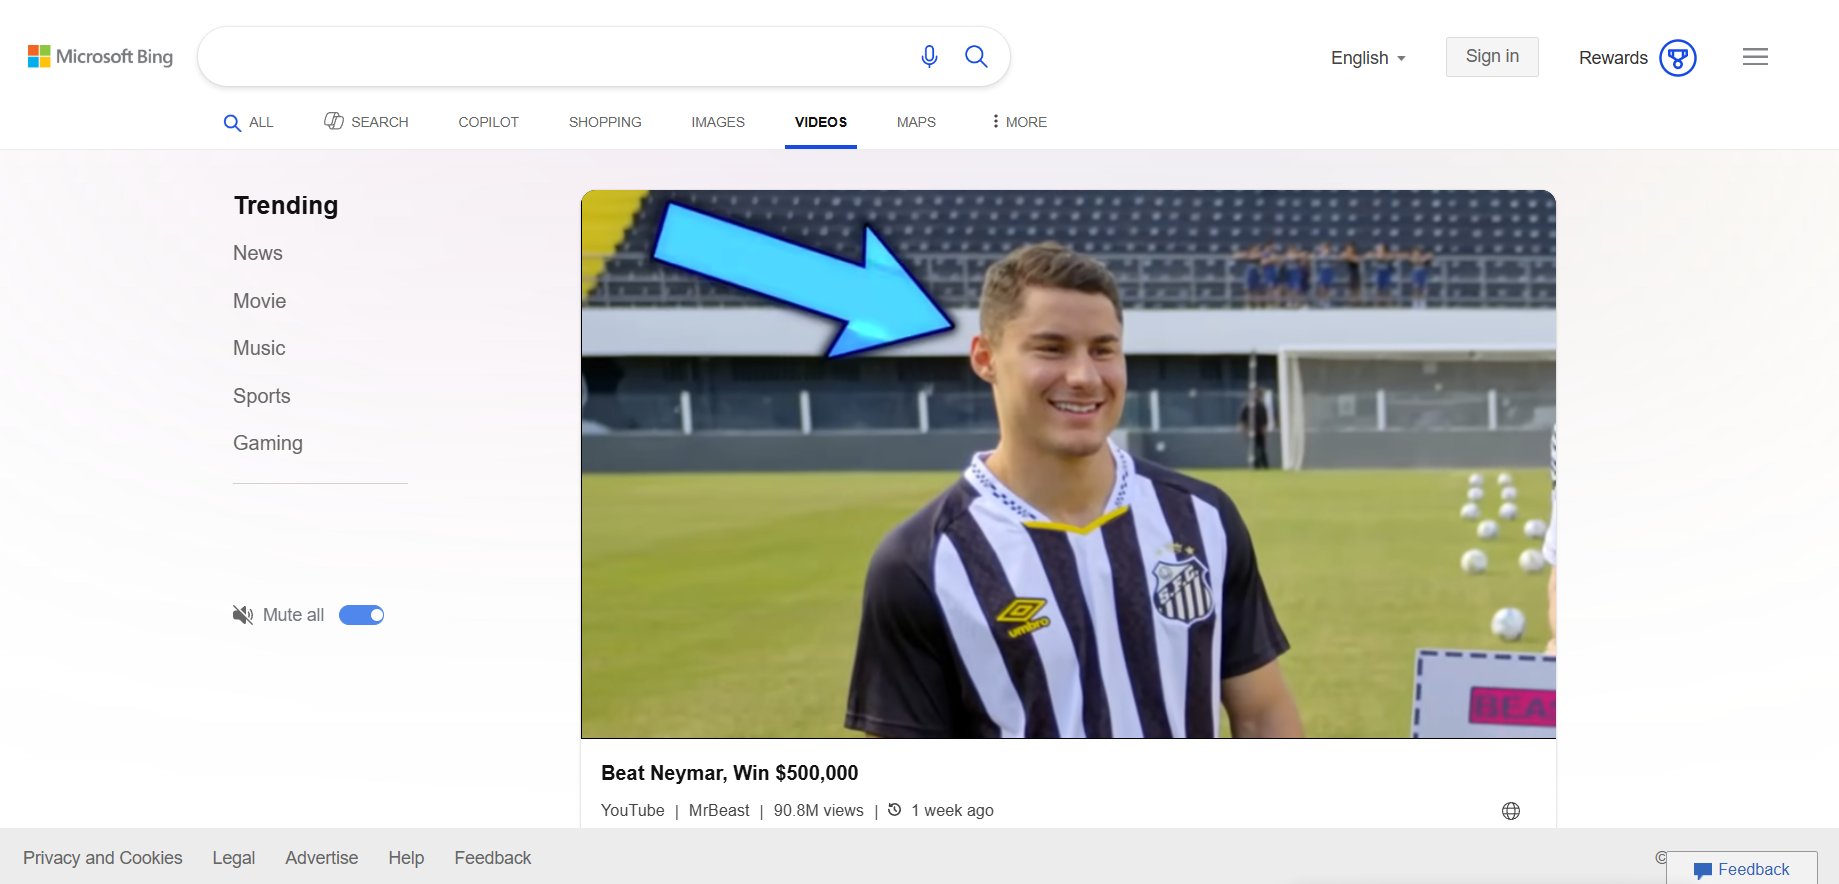 Microsoft Bing
English
Sign in
Rewards
ALL
SEARCH
COPILOT
SHOPPING
IMAGES
VIDEOS
MAPS
MORE
Trending
News
Movie
Music
Sports
Gaming
Mute all
S.F.C.
umbro
BEA
Beat Neymar, Win $500,000
YouTube | MrBeast | 90.8M views | 1 week ago
Privacy and Cookies
Legal
Advertise
Help
Feedback
©
Feedback